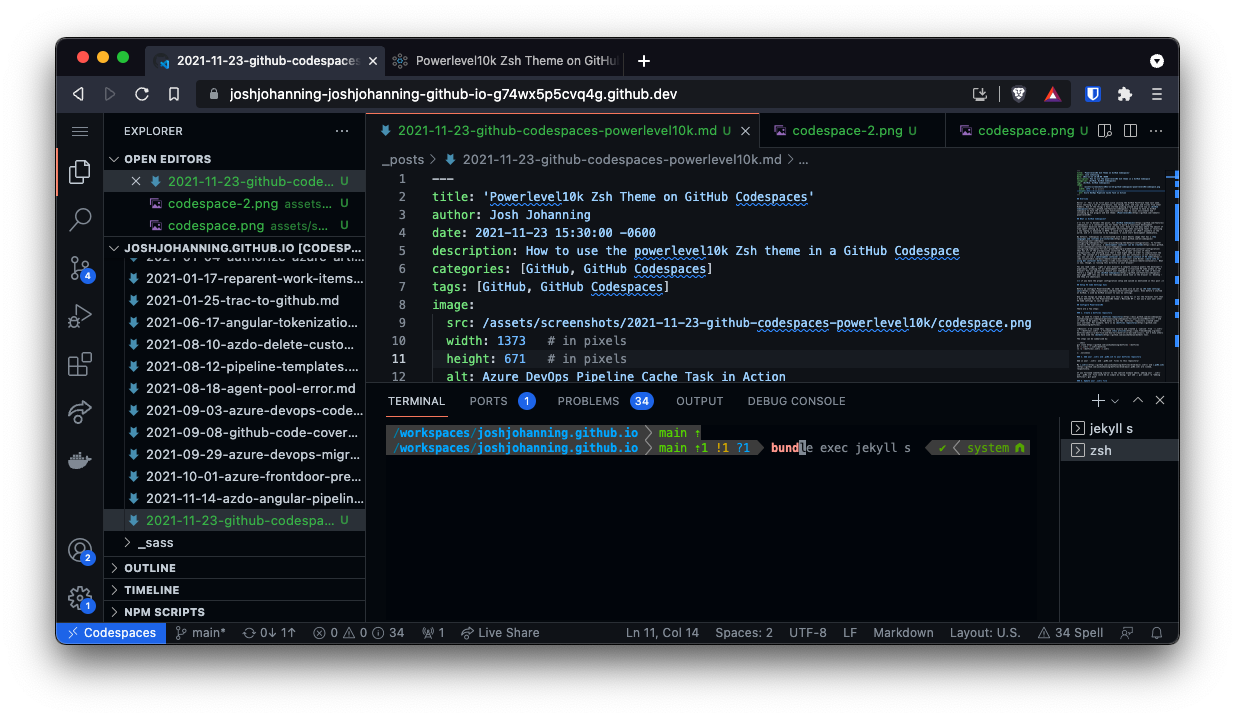 2021-11-23-github-codespaces
Powerlevel10k Zsh Theme on GitHu
joshjohanning-joshjohanning-github-io-g74wx5p5cvq4g.github.dev
EXPLORER
OPEN EDITORS
2021-11-23-github-code... U
codespace-2.png assets... U
codespace.png assets/s... U
JOSHJOHANNING.GITHUB.IO [CODESP...
2021-01-04-authorize-azure-artif...
2021-01-17-reparent-work-items...
2021-01-25-trac-to-github.md
2021-06-17-angular-tokenizatio...
2021-08-10-azdo-delete-custo...
2021-08-12-pipeline-templates....
2021-08-18-agent-pool-error.md
2021-09-03-azure-devops-code...
2021-09-08-github-code-cover...
2021-09-29-azure-devops-migr...
2021-10-01-azure-frontdoor-pre...
2021-11-14-azdo-angular-pipelin...
2021-11-23-github-codespa... U
_sass
OUTLINE
TIMELINE
NPM SCRIPTS
4
2
1
2021-11-23-github-codespaces-powerlevel10k.md U
codespace-2.png U
codespace.png U
_posts > 2021-11-23-github-codespaces-powerlevel10k.md > ...
1 ---
2 title: 'Powerlevel10k Zsh Theme on GitHub Codespaces'
3 author: Josh Johanning
4 date: 2021-11-23 15:30:00 -0600
5 description: How to use the powerlevel10k Zsh theme in a GitHub Codespace
6 categories: [GitHub, GitHub Codespaces]
7 tags: [GitHub, GitHub Codespaces]
8 image:
9 src: /assets/screenshots/2021-11-23-github-codespaces-powerlevel10k/codespace.png
10 width: 1373 # in pixels
11 height: 671 # in pixels
12 alt: Azure DevOps Pipeline Cache Task in Action
TERMINAL PORTS 1 PROBLEMS 34 OUTPUT DEBUG CONSOLE
/workspaces/joshjohanning.github.io main ↑
/workspaces/joshjohanning.github.io main ↑1 !1 ?1 bundle exec jekyll s ✔ system
jekyll s
zsh
Codespaces main* 0↓ 1↑ 0 0 34 1 Live Share Ln 11, Col 14 Spaces: 2 UTF-8 LF Markdown Layout: U.S. 34 Spell